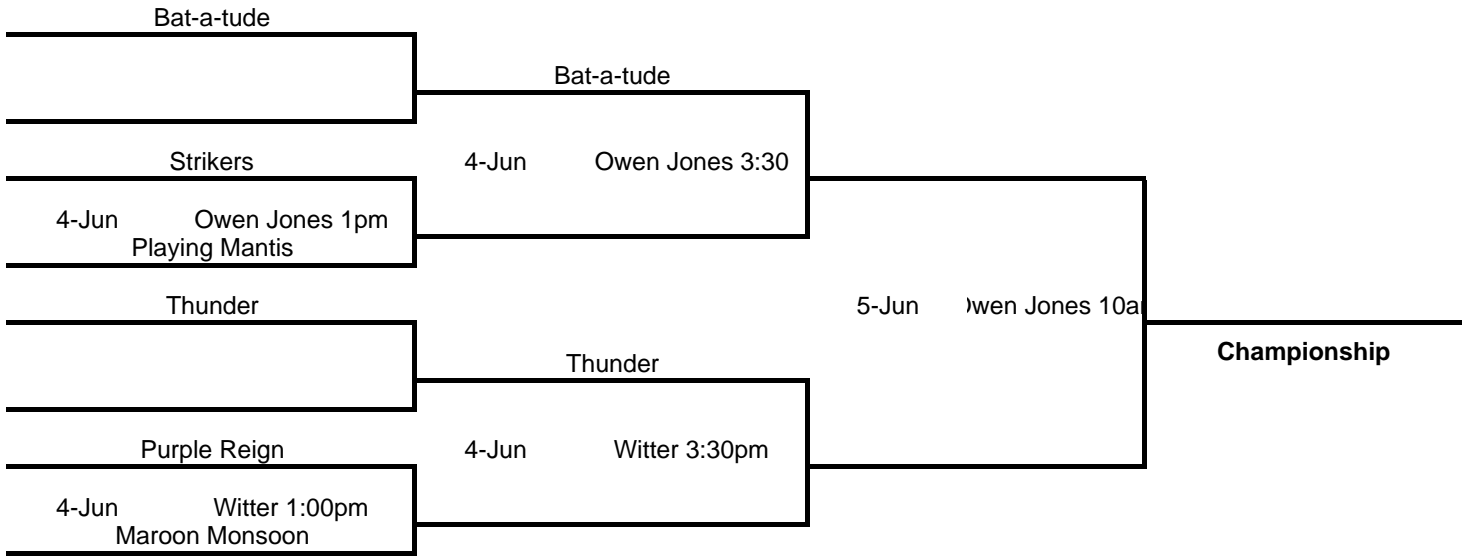 Bat-a-tude
Bat-a-tude
Strikers
4-Jun Owen Jones 3:30
4-Jun Owen Jones 1pm
Playing Mantis
Thunder
5-Jun Jones
Championship
Thunder
Purple Reign
4-Jun Witter 3:30pm
4-Jun Witter 1:00pm
Maroon Monsoon